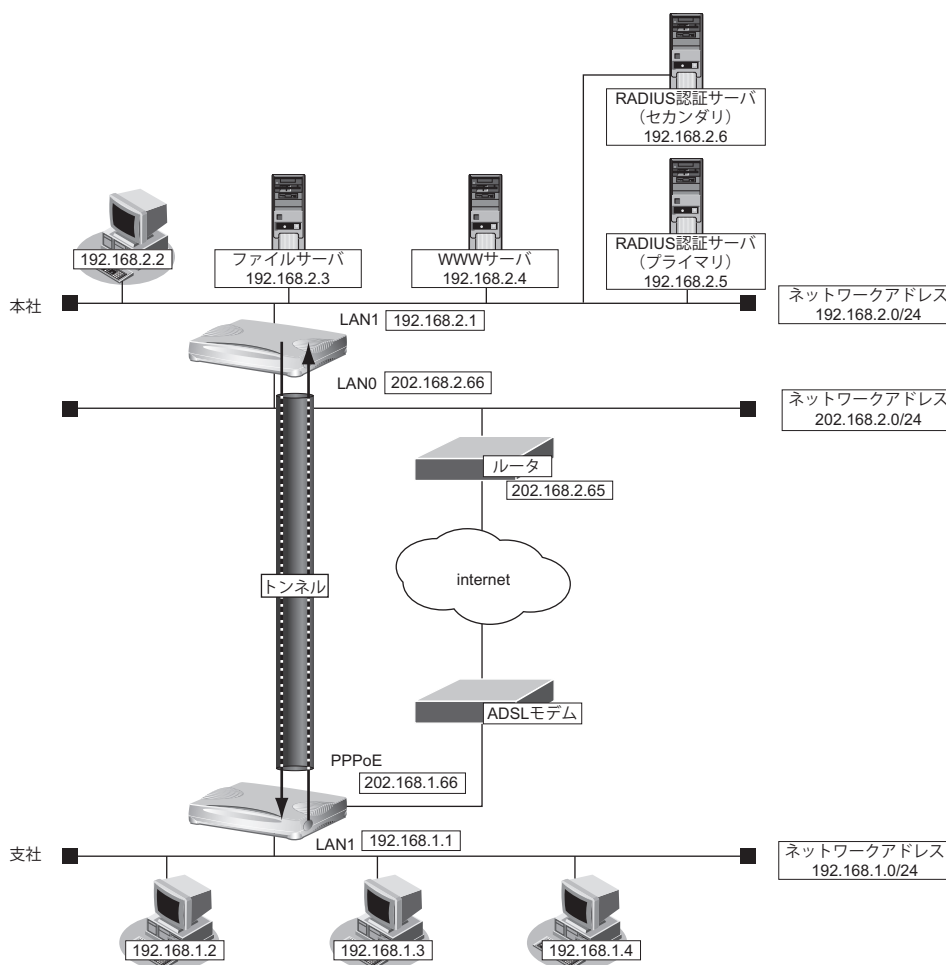 RADIUS認証サーバ
（セカンダリ）
192.168.2.6
192.168.2.2
ファイルサーバ
192.168.2.3
WWWサーバ
192.168.2.4
RADIUS認証サーバ
（プライマリ）
192.168.2.5
本社
LAN1
192.168.2.1
ネットワークアドレス
192.168.2.0/24
LAN0
202.168.2.66
ネットワークアドレス
202.168.2.0/24
ルータ
202.168.2.65
internet
トンネル
ADSLモデム
PPPoE
202.168.1.66
LAN1
192.168.1.1
支社
ネットワークアドレス
192.168.1.0/24
192.168.1.2
192.168.1.3
192.168.1.4